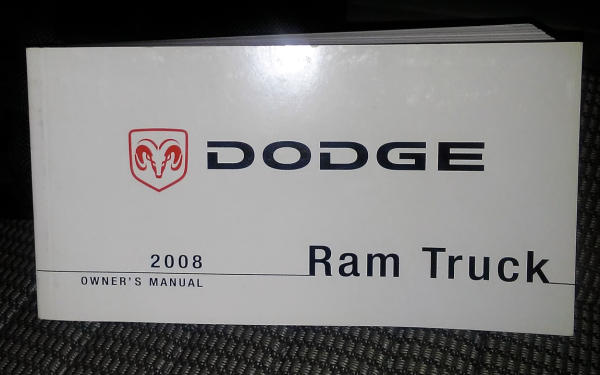 DODGE
2008
Ram Truck
OWNER'S MANUAL